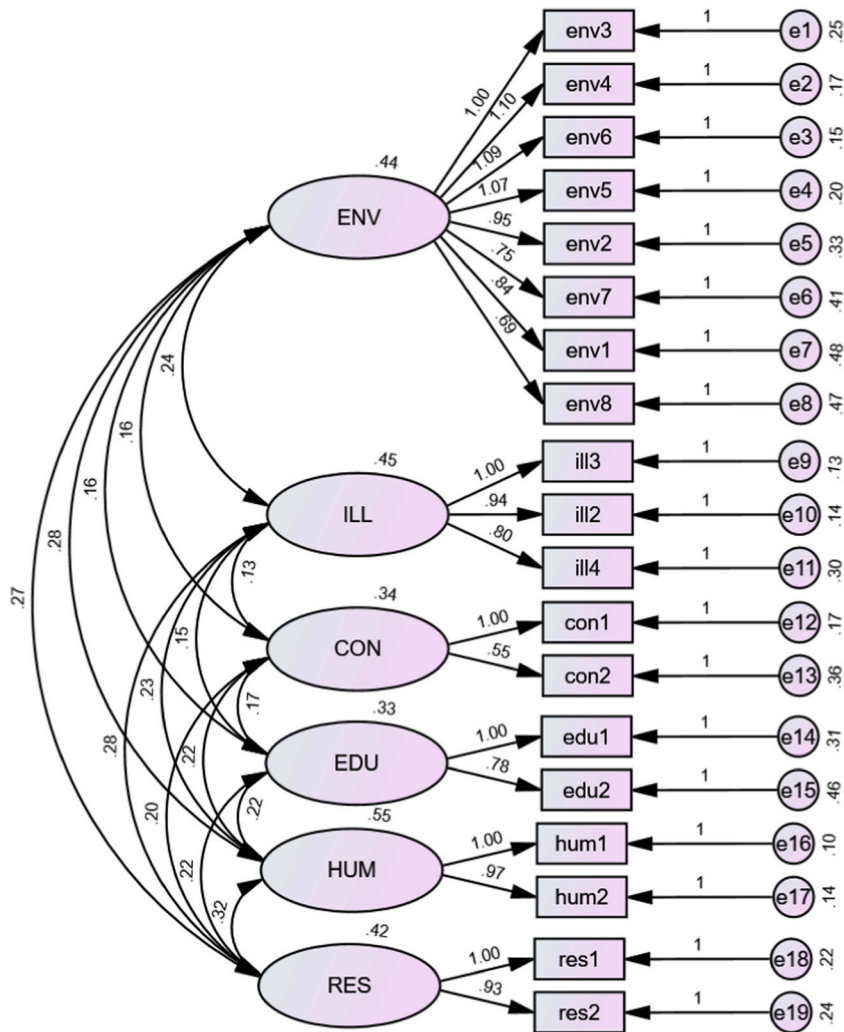 env3 1 e1 .25
1.00
env4 1 e2 .17
1.10
env6 1 e3 .15
1.09
.44
env5 1 e4 .20
1.07
ENV
env2 1 e5 .33
.95
env7 1 e6 .41
.75
env1 1 e7 .48
.84
env8 1 e8 .47
.69
.24
.16
.16
.28
.27
.45
ILL
1.00
ill3 1 e9 .13
.94
ill2 1 e10 .14
.80
ill4 1 e11 .30
.13
.15
.23
.28
.34
CON
1.00
con1 1 e12 .17
.55
con2 1 e13 .36
.17
.22
.20
.33
EDU
1.00
edu1 1 e14 .31
.78
edu2 1 e15 .46
.22
.22
.55
HUM
1.00
hum1 1 e16 .10
.97
hum2 1 e17 .14
.32
.42
RES
1.00
res1 1 e18 .22
.93
res2 1 e19 .24